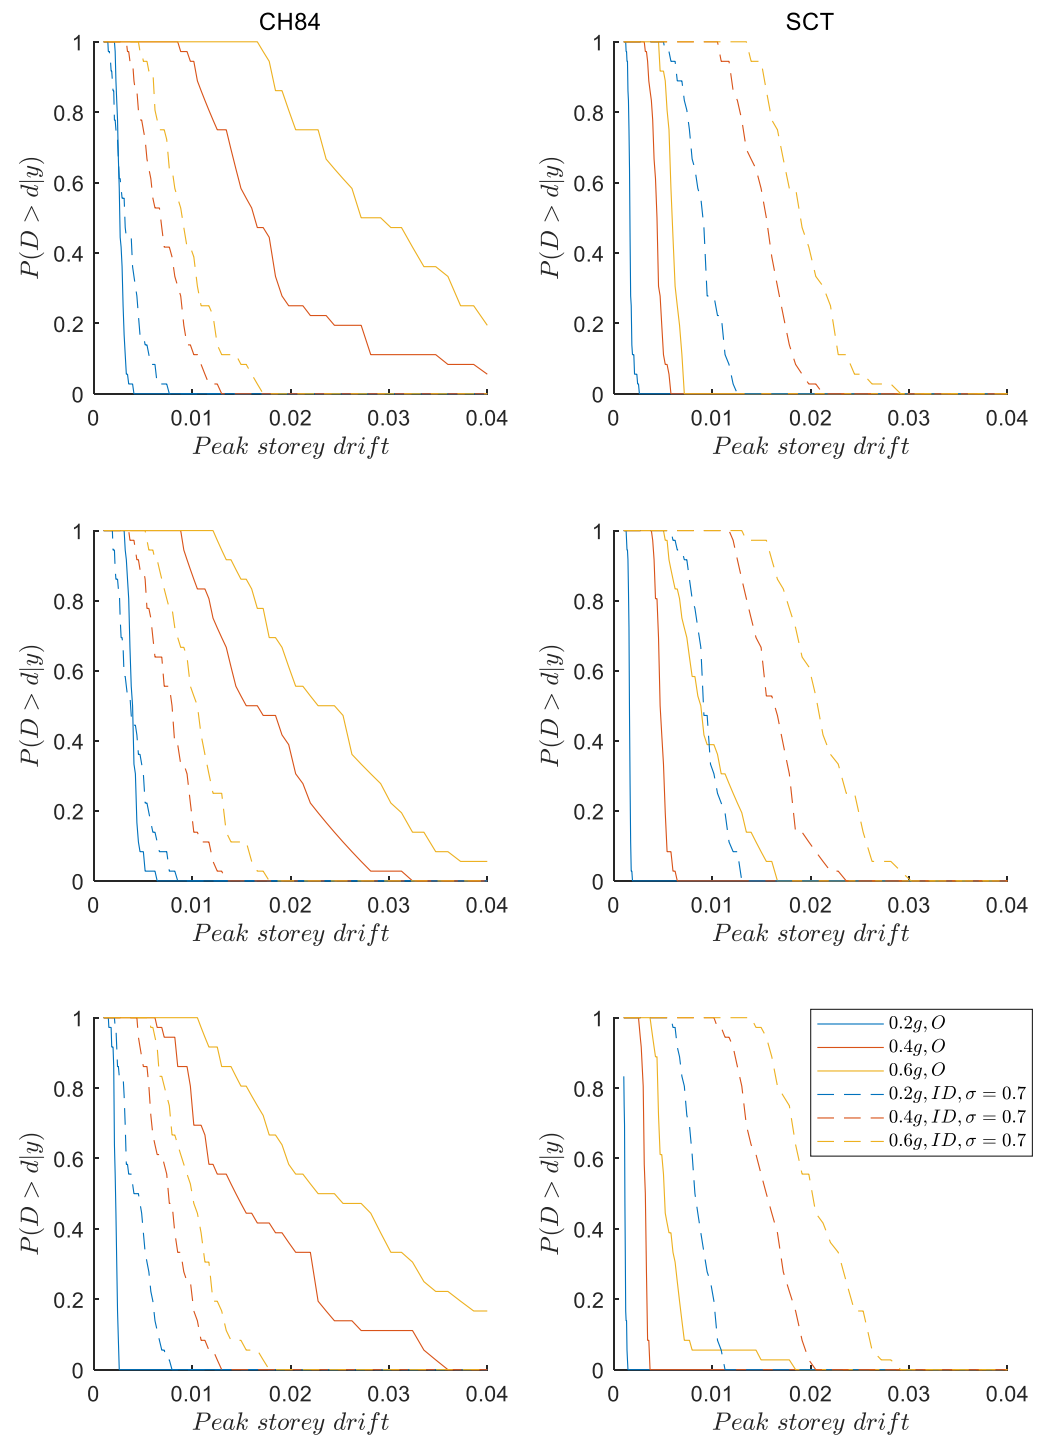 CH84
SCT
P(D > d|y)
1
0.8
0.6
0.4
0.2
0
0 0.01 0.02 0.03 0.04
Peak storey drift
P(D > d|y)
1
0.8
0.6
0.4
0.2
0
0 0.01 0.02 0.03 0.04
Peak storey drift
P(D > d|y)
1
0.8
0.6
0.4
0.2
0
0 0.01 0.02 0.03 0.04
Peak storey drift
P(D > d|y)
1
0.8
0.6
0.4
0.2
0
0 0.01 0.02 0.03 0.04
Peak storey drift
P(D > d|y)
1
0.8
0.6
0.4
0.2
0
0 0.01 0.02 0.03 0.04
Peak storey drift
P(D > d|y)
1
0.8
0.6
0.4
0.2
0
0 0.01 0.02 0.03 0.04
Peak storey drift
0.2g, O
0.4g, O
0.6g, O
0.2g, ID, σ = 0.7
0.4g, ID, σ = 0.7
0.6g, ID, σ = 0.7